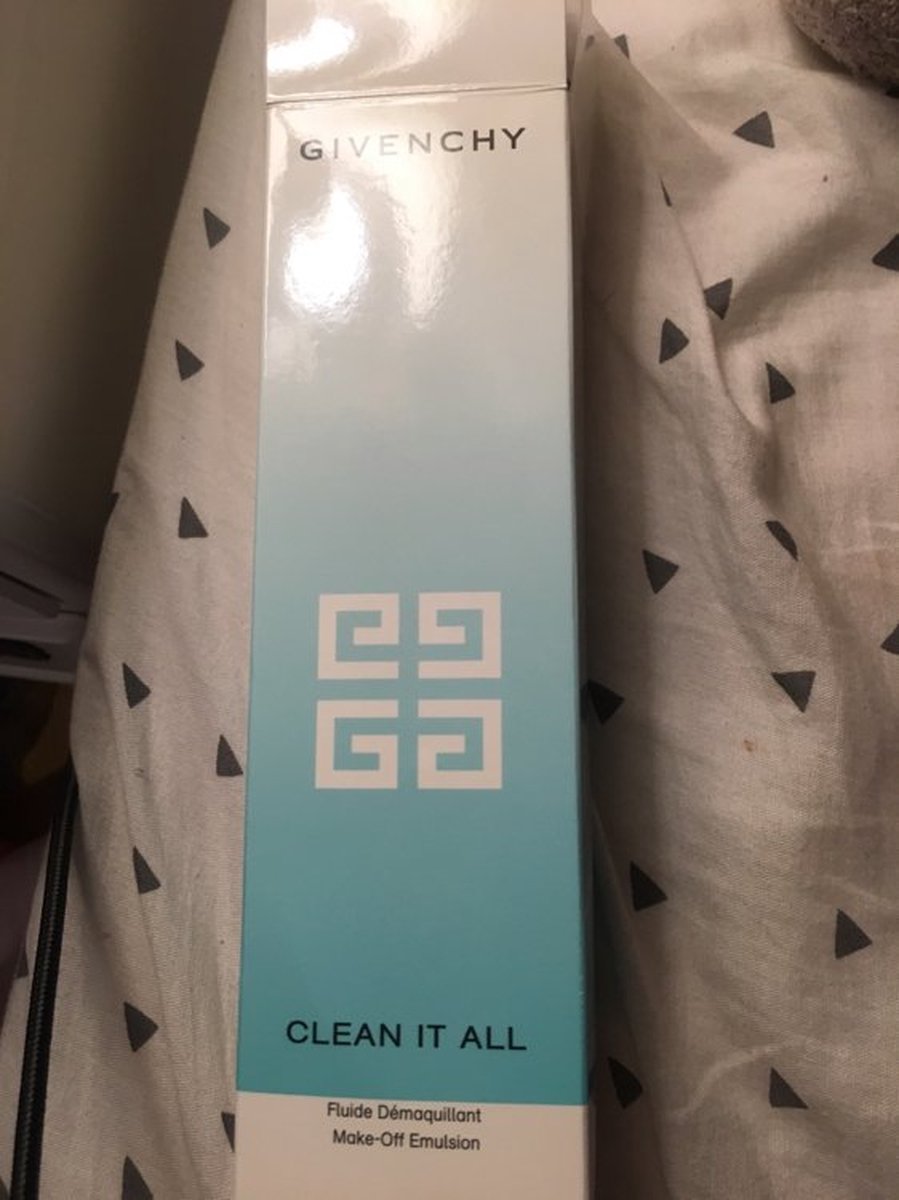 GIVENCHY
CLEAN IT ALL
Fluide Démaquillant
Make-Off Emulsion